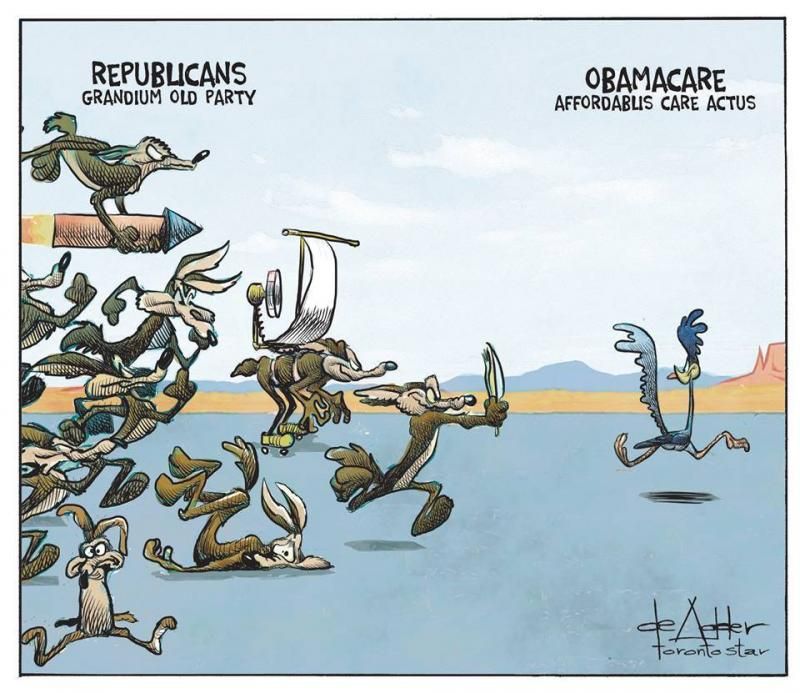 REPUBLICANS
GRANDIUM OLD PARTY
OBAMACARE
AFFORDABLIS CARE ACTUS
de Adder
toronto star